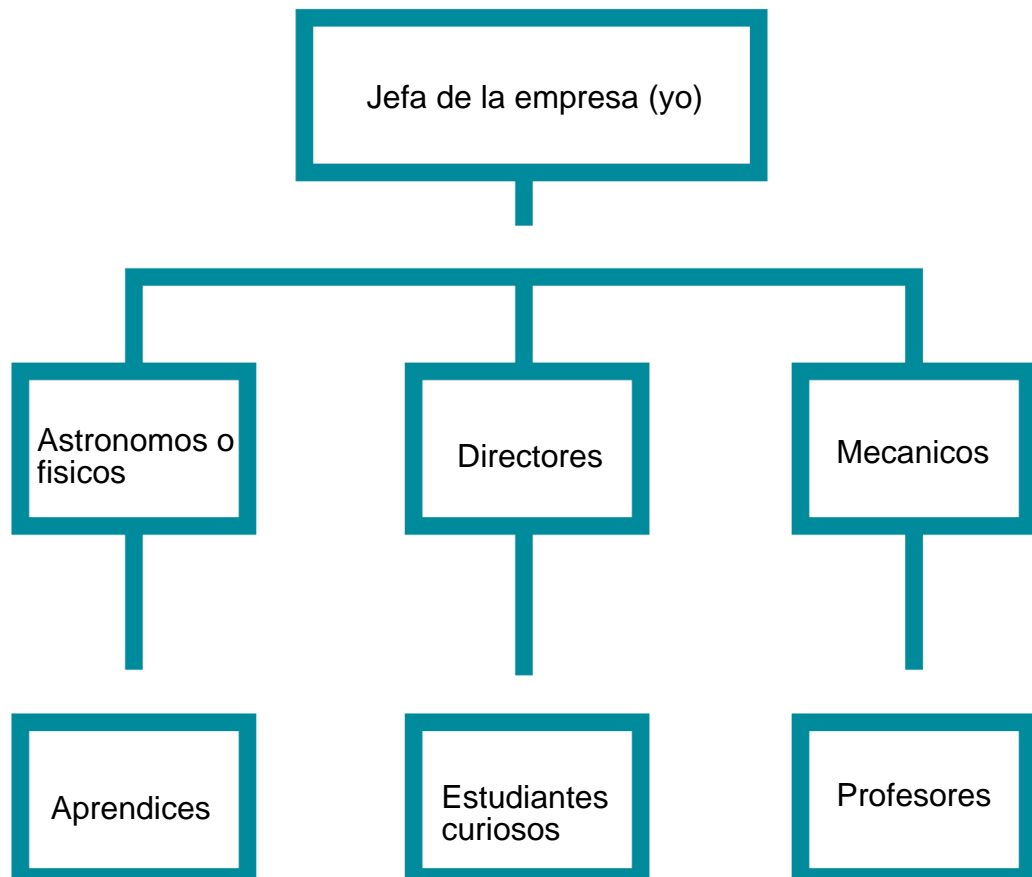 Jefa de la empresa (yo)
Astronomos o
fisicos
Directores
Mecanicos
Aprendices
Estudiantes
curiosos
Profesores